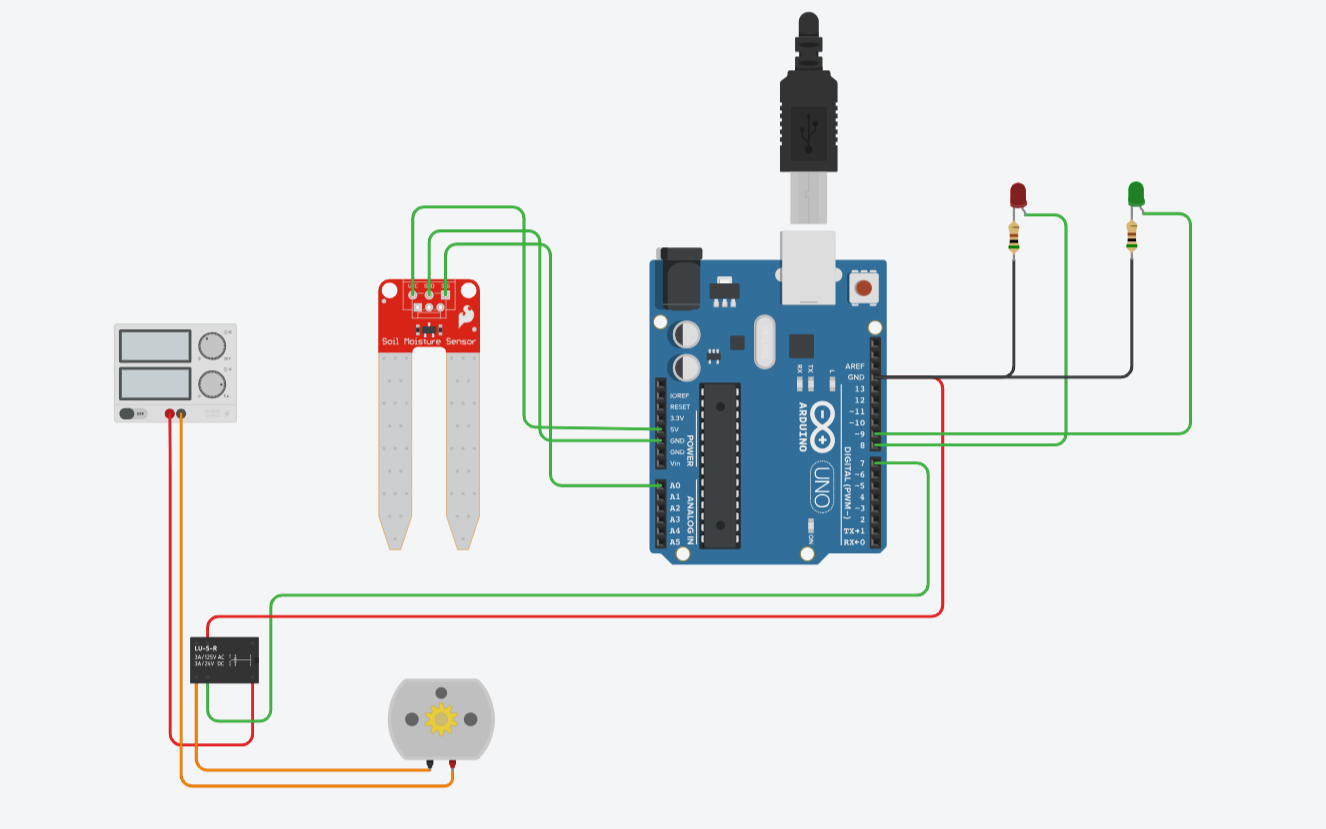 Soil Moisture Sensor
LU-5-R
3A/125V AC
3A/24V DC
IOREF
RESET
3.3V
5V
GND
GND
Vin
POWER
A0
A1
A2
A3
A4
A5
ANALOG IN
AREF
GND
13
12
~11
~10
~9
8
7
~6
~5
4
~3
2
TX→1
RX←0
DIGITAL (PWM~)
RX
TX
L
ARDUINO
UNO
ON